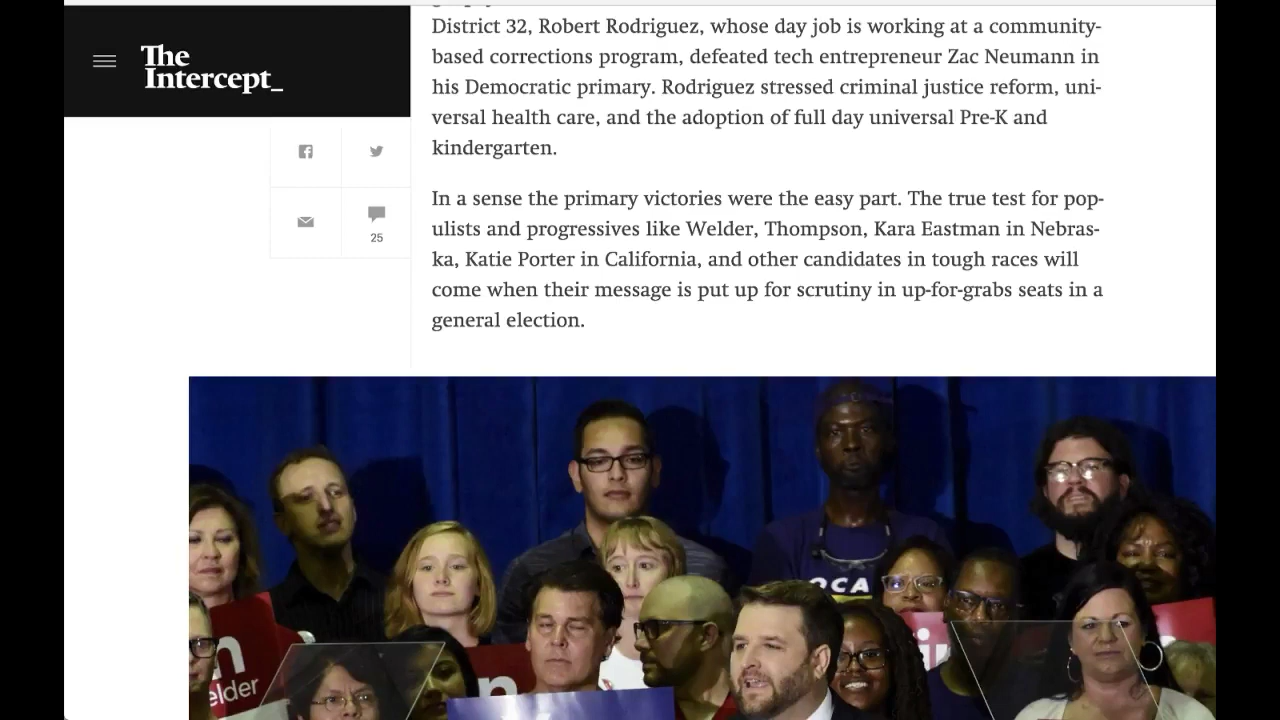 The
Intercept_
District 32, Robert Rodriguez, whose day job is working at a community-
based corrections program, defeated tech entrepreneur Zac Neumann in
his Democratic primary. Rodriguez stressed criminal justice reform, uni-
versal health care, and the adoption of full day universal Pre-K and
kindergarten.
25
In a sense the primary victories were the easy part. The true test for pop-
ulists and progressives like Welder, Thompson, Kara Eastman in Nebras-
ka, Katie Porter in California, and other candidates in tough races will
come when their message is put up for scrutiny in up-for-grabs seats in a
general election.
OCA
n
elder
n